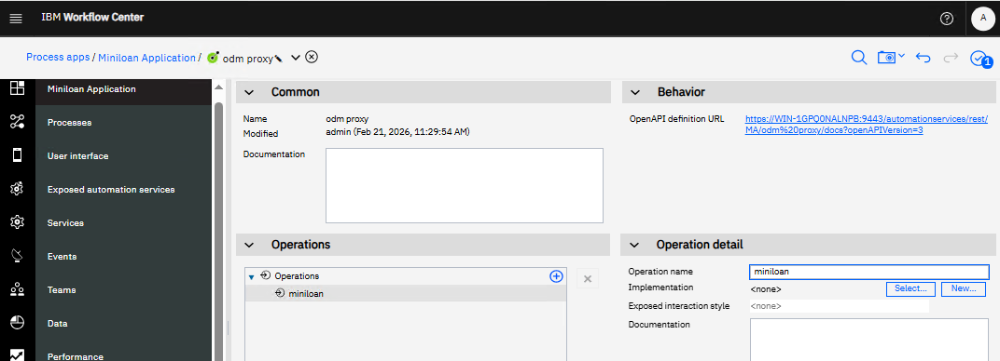 IBM Workflow Center
A
Process apps / Miniloan Application / odm proxy
1
Miniloan Application
Processes
User interface
Exposed automation services
Services
Events
Teams
Data
Performance
Common
Name odm proxy
Modified admin (Feb 21, 2026, 11:29:54 AM)
Documentation
Behavior
OpenAPI definition URL https://WIN-1GPQ0NALNPB:9443/automationservices/rest/
MA/odm%20proxy/docs?openAPIVersion=3
Operations
Operations
miniloan
Operation detail
Operation name miniloan
Implementation <none> Select... New...
Exposed interaction style <none>
Documentation